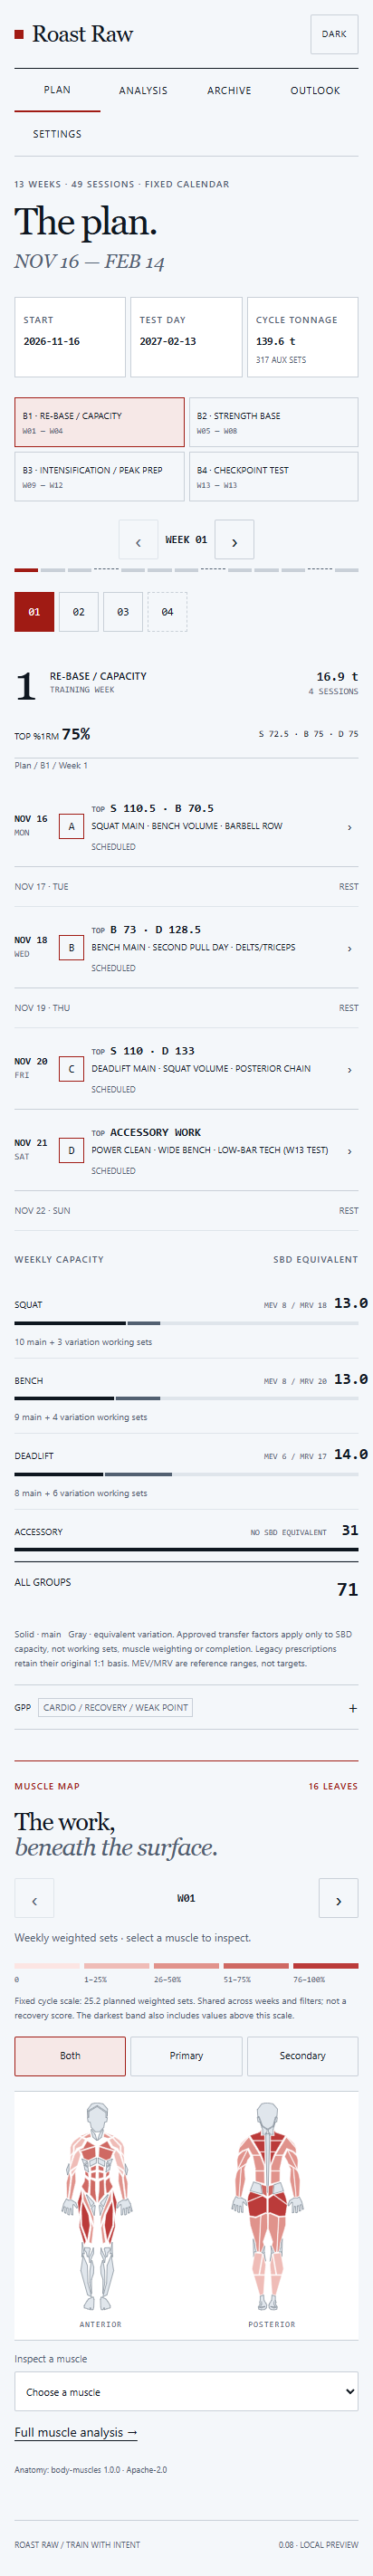 Roast Raw
DARK
PLAN
ANALYSIS
ARCHIVE
OUTLOOK
SETTINGS
13 WEEKS · 49 SESSIONS · FIXED CALENDAR
The plan.
NOV 16 — FEB 14
START
2026-11-16
TEST DAY
2027-02-13
CYCLE TONNAGE
139.6 t
317 AUX SETS
B1 · RE-BASE / CAPACITY
W01 — W04
B2 · STRENGTH BASE
W05 — W08
B3 · INTENSIFICATION / PEAK PREP
W09 — W12
B4 · CHECKPOINT TEST
W13 — W13
‹ WEEK 01 ›
01
02
03
04
1
RE-BASE / CAPACITY
TRAINING WEEK
16.9 t
4 SESSIONS
TOP %1RM 75%
S 72.5 · B 75 · D 75
Plan / B1 / Week 1
NOV 16
MON
A
TOP S 110.5 · B 70.5
SQUAT MAIN · BENCH VOLUME · BARBELL ROW
SCHEDULED
›
NOV 17 · TUE
REST
NOV 18
WED
B
TOP B 73 · D 128.5
BENCH MAIN · SECOND PULL DAY · DELTS/TRICEPS
SCHEDULED
›
NOV 19 · THU
REST
NOV 20
FRI
C
TOP S 110 · D 133
DEADLIFT MAIN · SQUAT VOLUME · POSTERIOR CHAIN
SCHEDULED
›
NOV 21
SAT
D
TOP ACCESSORY WORK
POWER CLEAN · WIDE BENCH · LOW-BAR TECH (W13 TEST)
SCHEDULED
›
NOV 22 · SUN
REST
WEEKLY CAPACITY
SBD EQUIVALENT
SQUAT
MEV 8 / MRV 18 13.0
10 main + 3 variation working sets
BENCH
MEV 8 / MRV 20 13.0
9 main + 4 variation working sets
DEADLIFT
MEV 6 / MRV 17 14.0
8 main + 6 variation working sets
ACCESSORY
NO SBD EQUIVALENT 31
ALL GROUPS
71
Solid · main Gray · equivalent variation. Approved transfer factors apply only to SBD
capacity, not working sets, muscle weighting or completion. Legacy prescriptions
retain their original 1:1 basis. MEV/MRV are reference ranges, not targets.
GPP CARDIO / RECOVERY / WEAK POINT +
MUSCLE MAP
16 LEAVES
The work,
beneath the surface.
‹ W01 ›
Weekly weighted sets · select a muscle to inspect.
0
1–25%
26–50%
51–75%
76–100%
Fixed cycle scale: 25.2 planned weighted sets. Shared across weeks and filters; not a
recovery score. The darkest band also includes values above this scale.
Both
Primary
Secondary
ANTERIOR
POSTERIOR
Inspect a muscle
Choose a muscle
Full muscle analysis →
Anatomy: body-muscles 1.0.0 · Apache-2.0
ROAST RAW / TRAIN WITH INTENT
0.08 · LOCAL PREVIEW